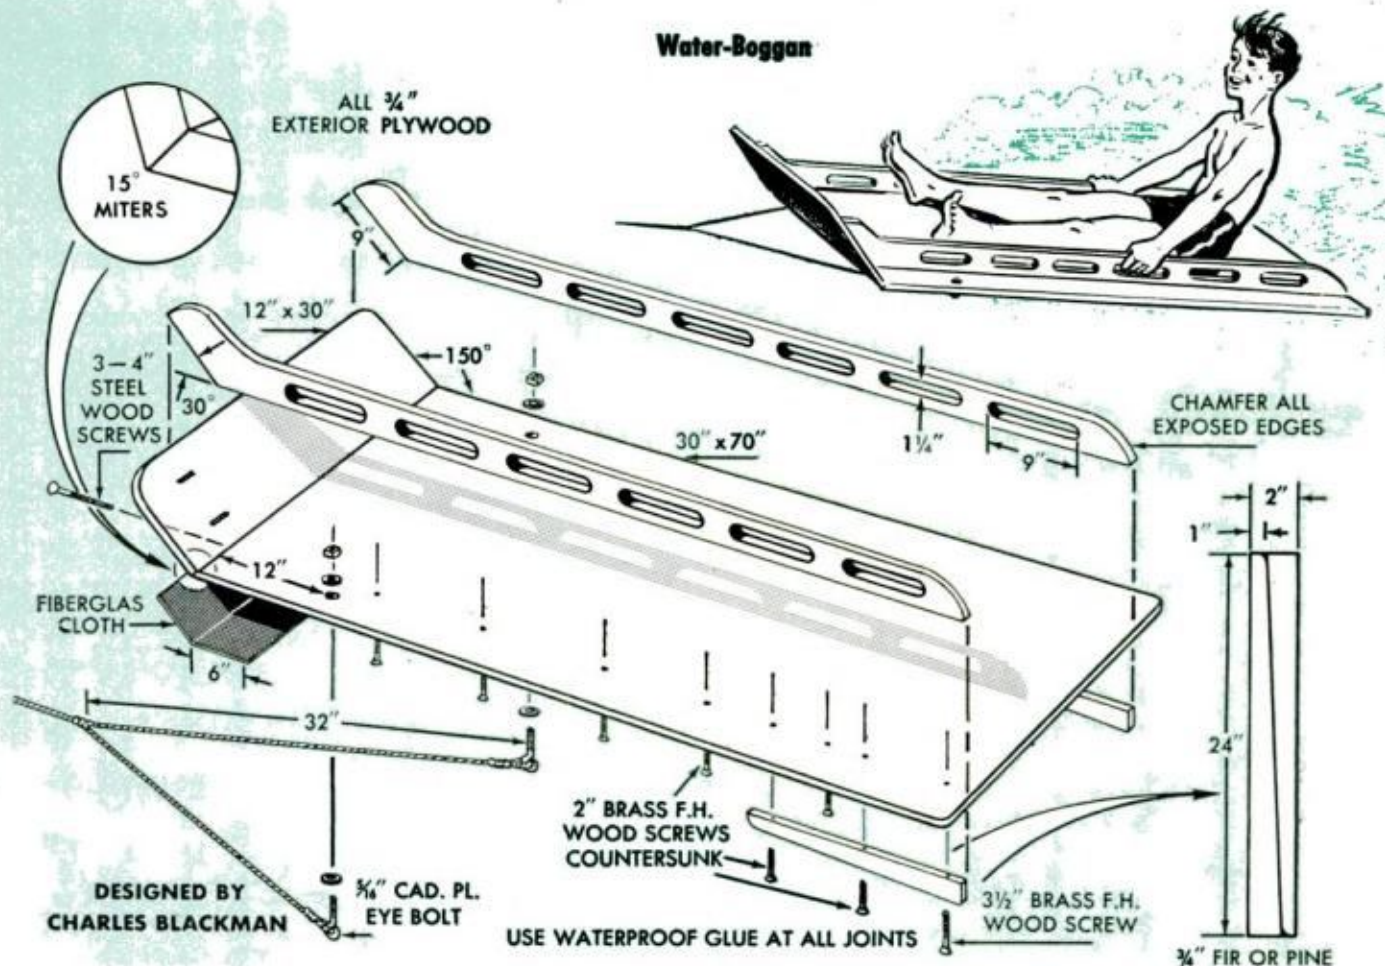 Water-Boggan
ALL ¾"
EXTERIOR PLYWOOD
15°
MITERS
9"
12" x 30"
150°
3—4"
STEEL
WOOD
SCREWS
30°
30" x 70"
1¼"
9"
CHAMFER ALL
EXPOSED EDGES
2"
1"
12"
FIBERGLAS
CLOTH
6"
32"
24"
2" BRASS F.H.
WOOD SCREWS
COUNTERSUNK
DESIGNED BY
CHARLES BLACKMAN
5/16" CAD. PL.
EYE BOLT
USE WATERPROOF GLUE AT ALL JOINTS
3½" BRASS F.H.
WOOD SCREW
¾" FIR OR PINE